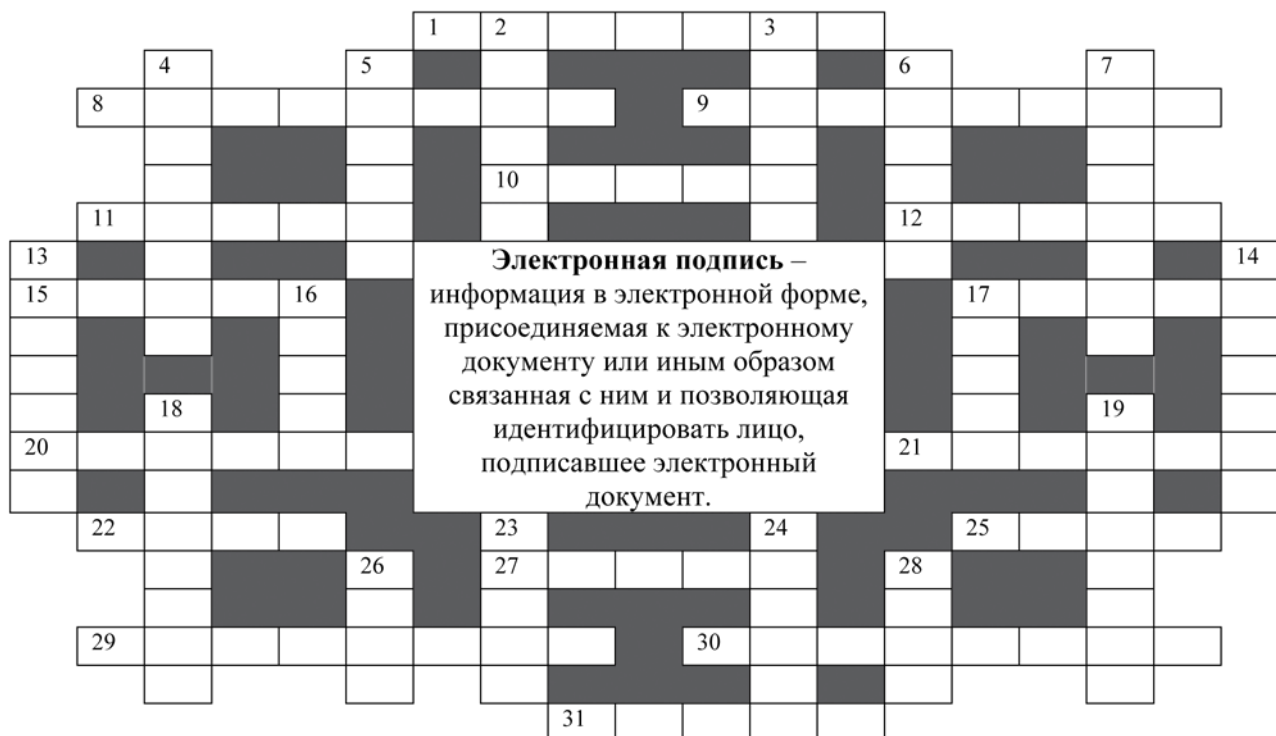 1 2 3
4 5 6 7
8 9
10
11 12
13 Электронная подпись – 14
15 16 информация в электронной форме, 17
присоединяемая к электронному
документу или иным образом
18 связанная с ним и позволяющая 19
20 идентифицировать лицо, 21
подписавшее электронный
документ.
22 23 24 25
26 27 28
29 30
31